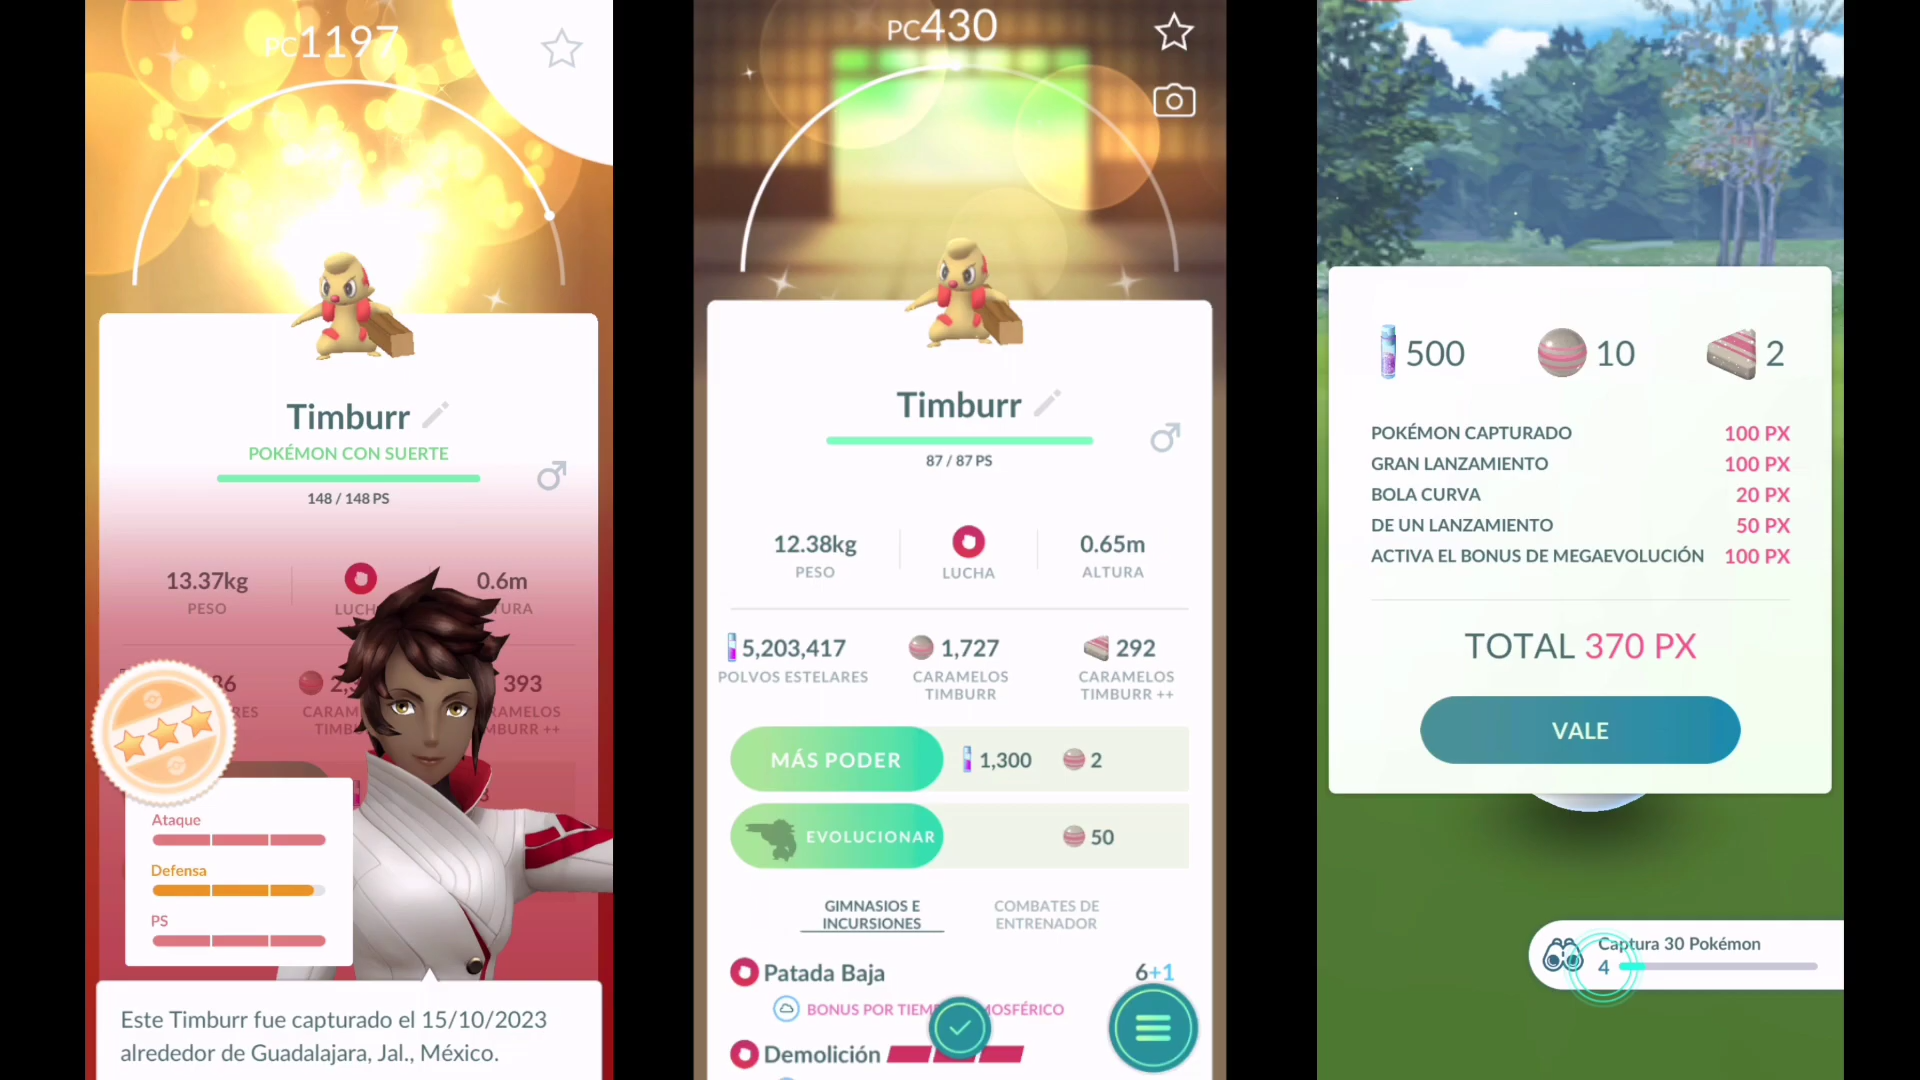 PC1197
Timburr
POKÉMON CON SUERTE
148 / 148 PS
13.37kg
PESO
0.6m
Ataque
Defensa
PS
Este Timburr fue capturado el 15/10/2023
alrededor de Guadalajara, Jal., México.
PC430
Timburr
87 / 87 PS
12.38kg
PESO
LUCHA
0.65m
ALTURA
5,203,417
POLVOS ESTELARES
1,727
CARAMELOS
TIMBURR
292
CARAMELOS
TIMBURR ++
MÁS PODER 1,300 2
EVOLUCIONAR 50
GIMNASIOS E
INCURSIONES
COMBATES DE
ENTRENADOR
Patada Baja 6+1
BONUS POR
Demolición
500 10 2
POKÉMON CAPTURADO 100 PX
GRAN LANZAMIENTO 100 PX
BOLA CURVA 20 PX
DE UN LANZAMIENTO 50 PX
ACTIVA EL BONUS DE MEGAEVOLUCIÓN 100 PX
TOTAL 370 PX
VALE
Captura 30 Pokémon
4